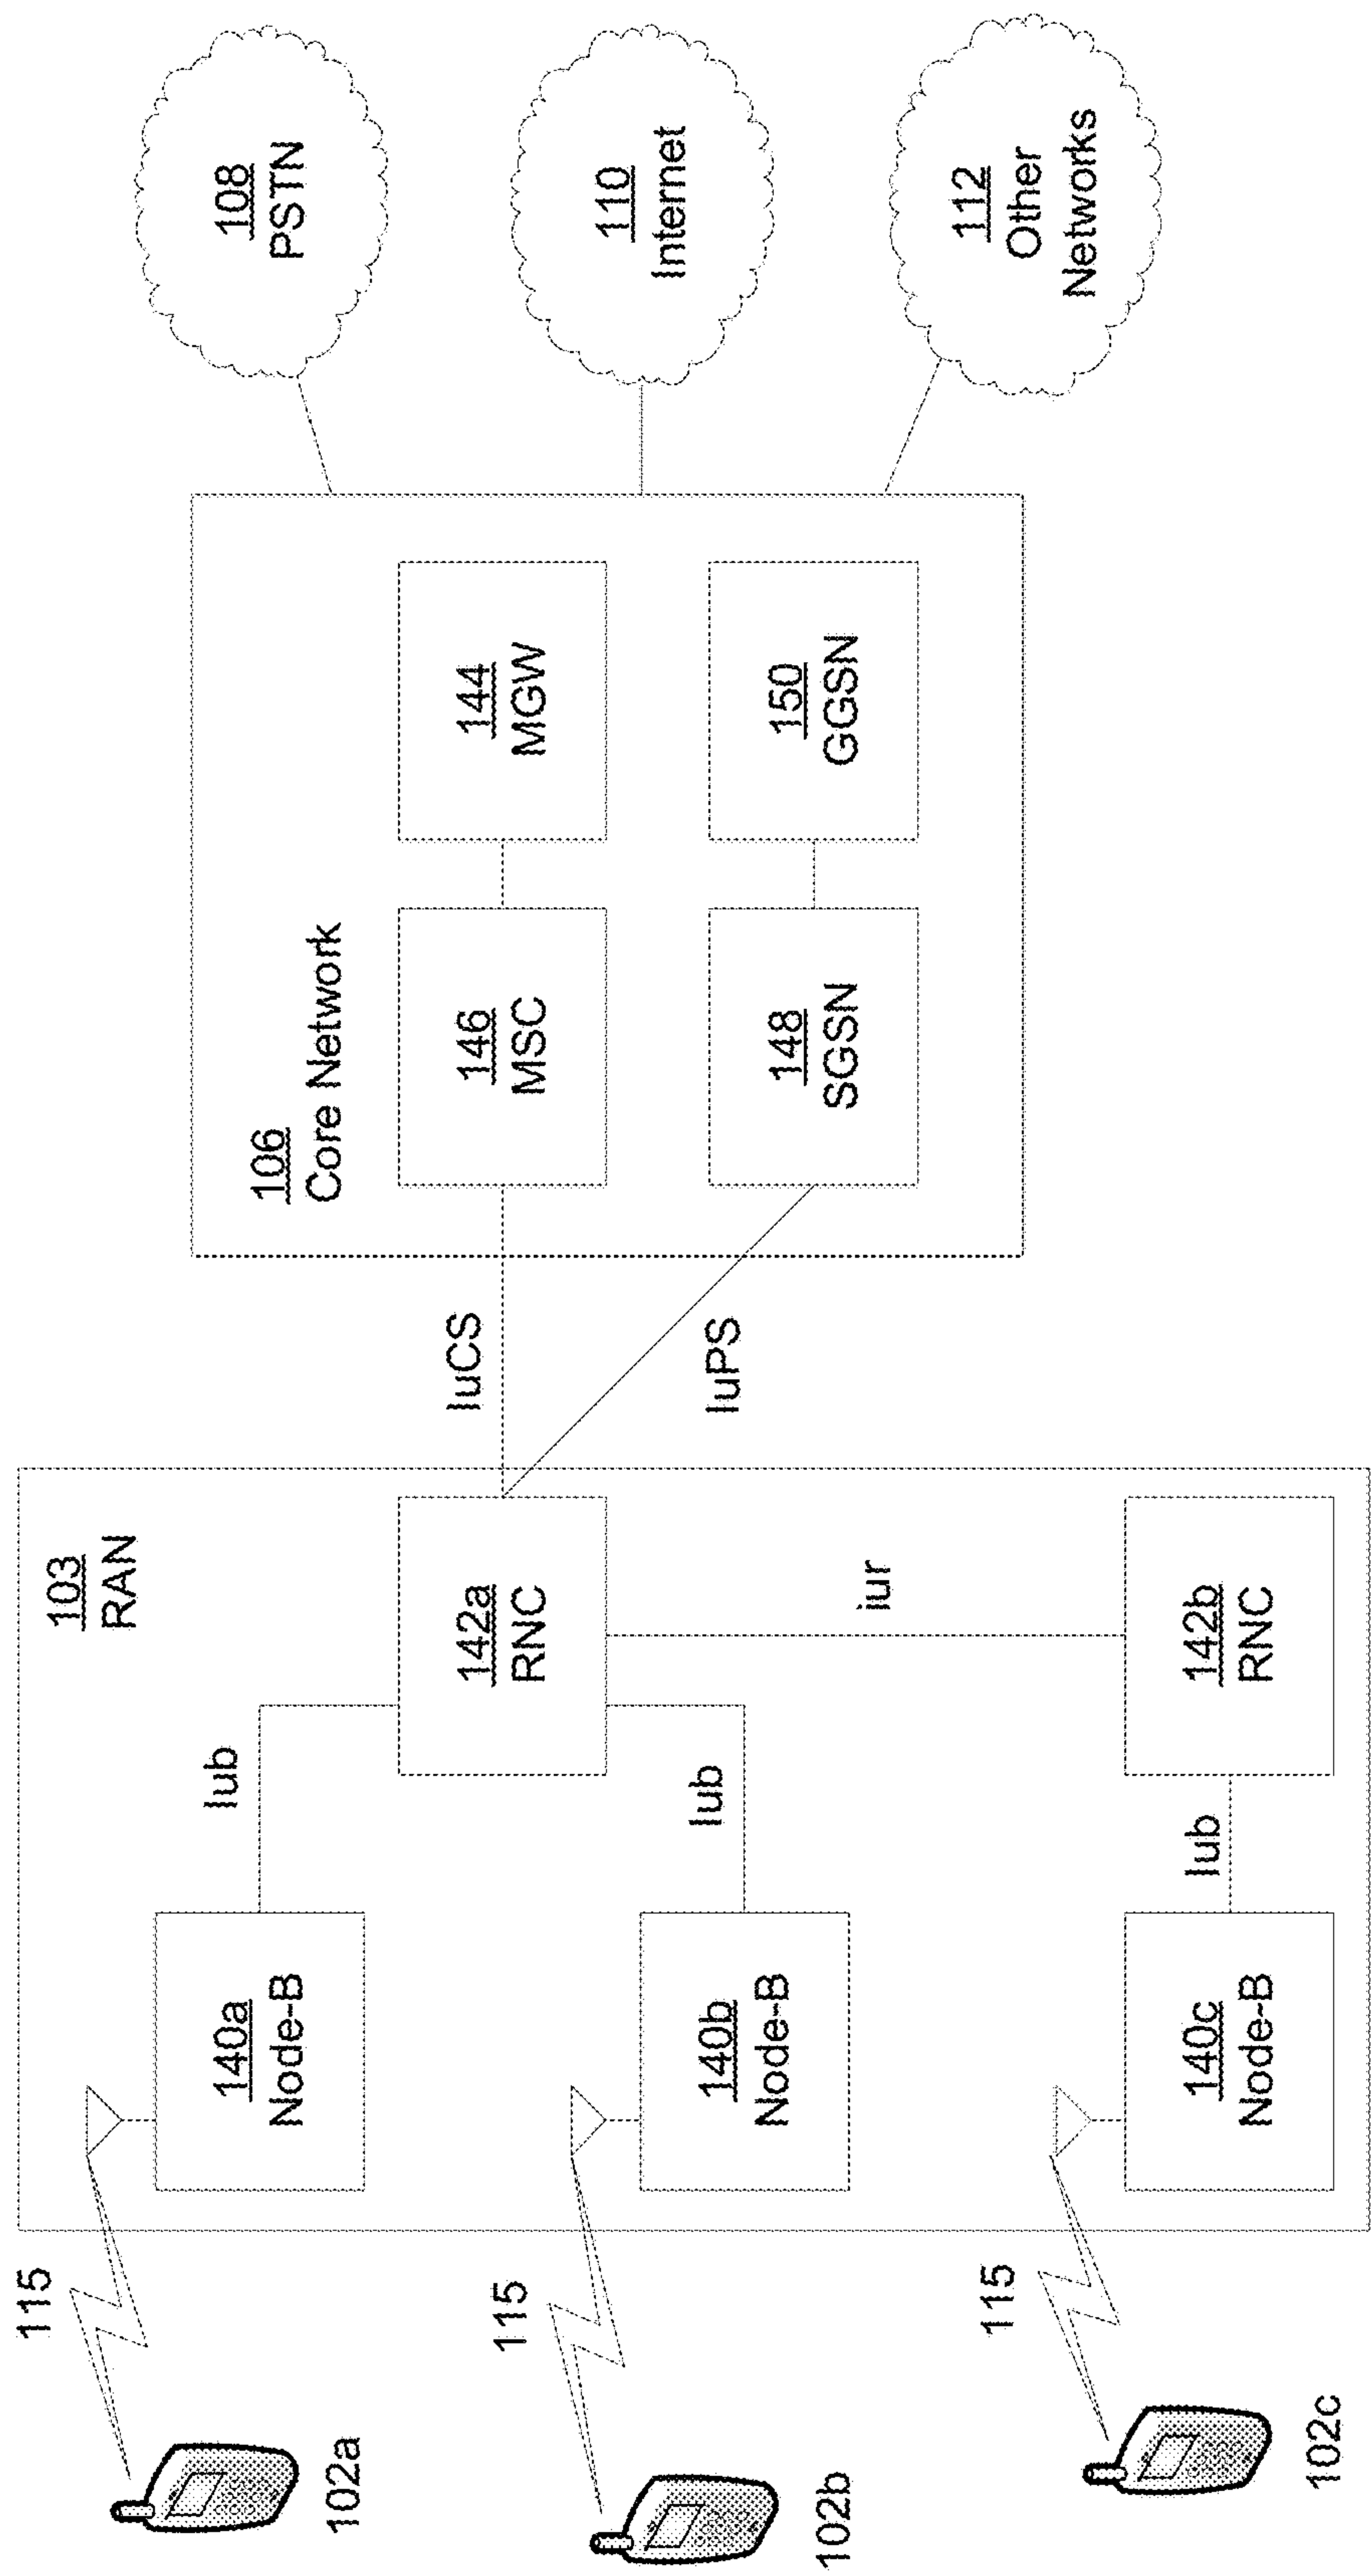 115
102a
115
102b
115
102c
103
RAN
140a
Node-B
Iub
142a
RNC
140b
Node-B
Iub
iur
140c
Node-B
Iub
142b
RNC
IuCS
IuPS
106
Core Network
146
MSC
144
MGW
148
SGSN
150
GGSN
108
PSTN
110
Internet
112
Other
Networks